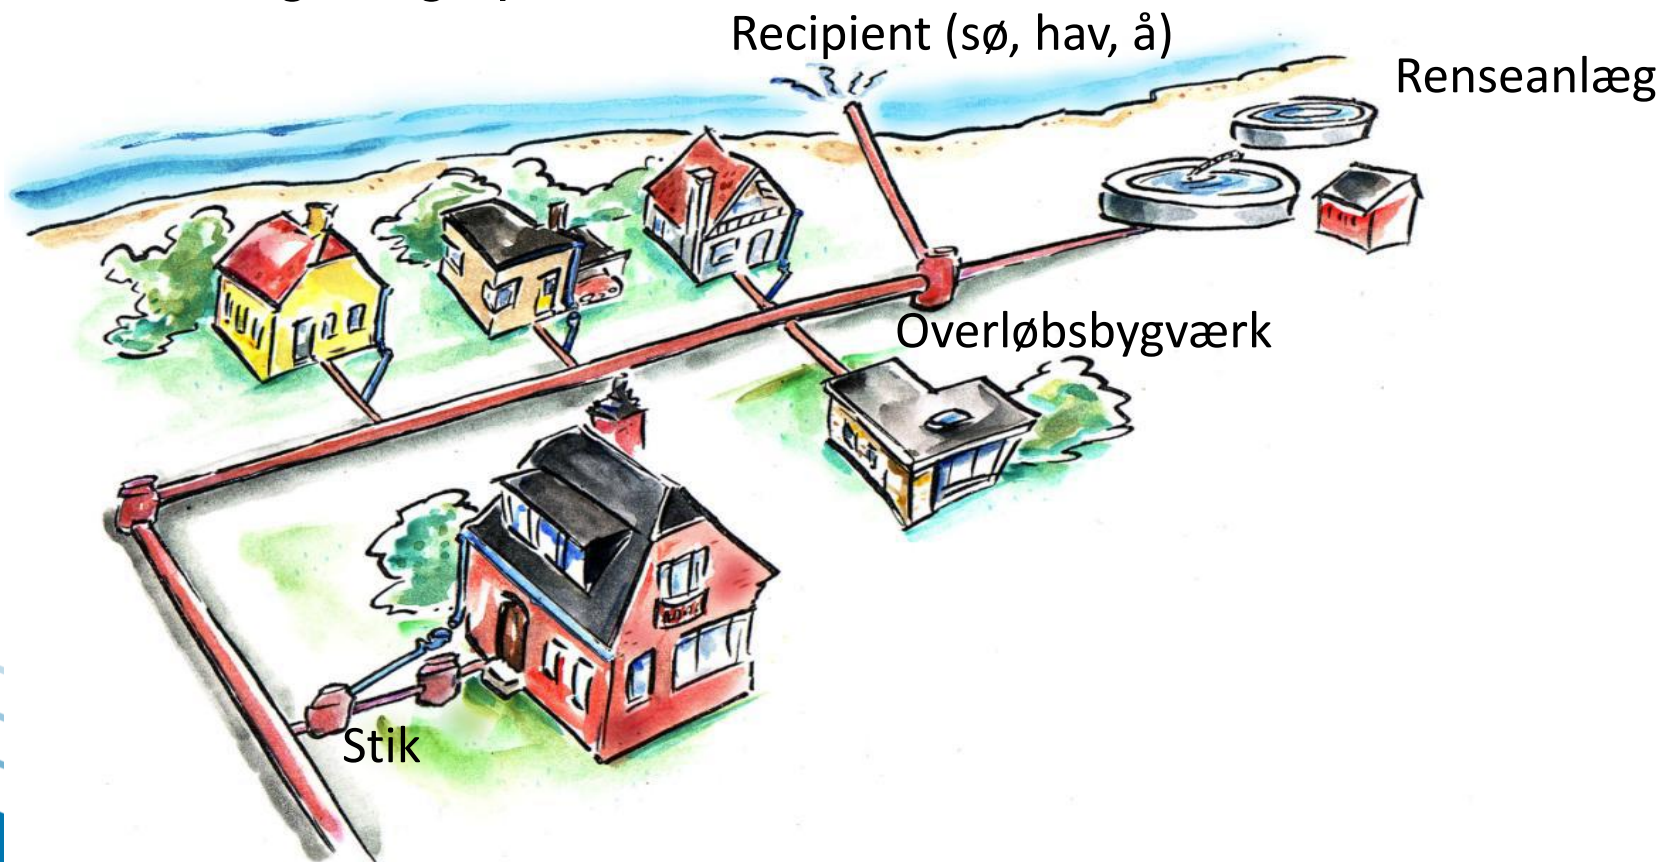 Recipient (sø, hav, å)
Renseanlæg
Overløbsbygværk
Stik